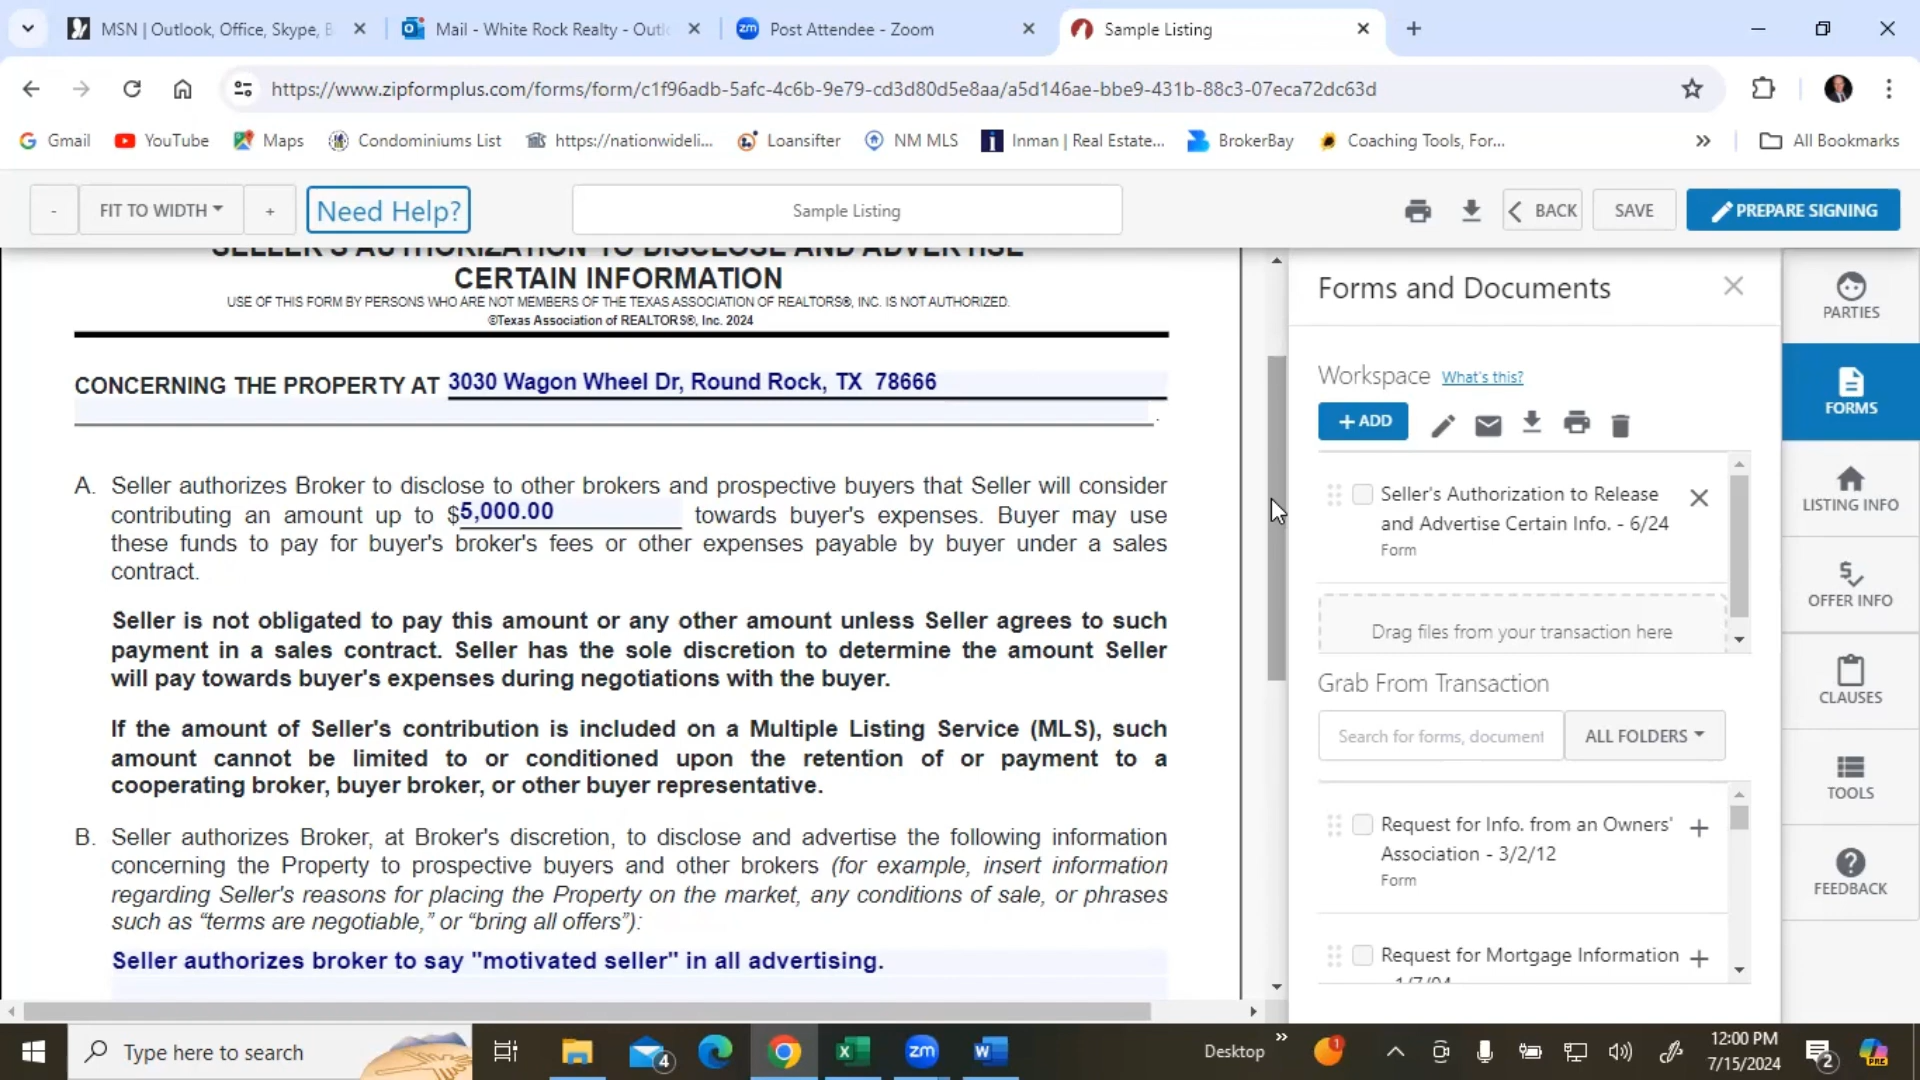 MSN | Outlook, Office, Skype, B
Mail - White Rock Realty - Outl
Post Attendee - Zoom
Sample Listing
https://www.zipformplus.com/forms/form/c1f96adb-5afc-4c6b-9e79-cd3d80d5e8aa/a5d146ae-bbe9-431b-88c3-07eca72dc63d
Gmail
YouTube
Maps
Condominiums List
https://nationwideli...
Loansifter
NM MLS
Inman | Real Estate...
BrokerBay
Coaching Tools, For...
All Bookmarks
-
FIT TO WIDTH
+
Need Help?
Sample Listing
BACK
SAVE
PREPARE SIGNING
SELLER'S AUTHORIZATION TO DISCLOSE AND ADVERTISE
CERTAIN INFORMATION
USE OF THIS FORM BY PERSONS WHO ARE NOT MEMBERS OF THE TEXAS ASSOCIATION OF REALTORS®, INC. IS NOT AUTHORIZED.
©Texas Association of REALTORS®, Inc. 2024
CONCERNING THE PROPERTY AT 3030 Wagon Wheel Dr, Round Rock, TX 78666
.
A. Seller authorizes Broker to disclose to other brokers and prospective buyers that Seller will consider
contributing an amount up to $5,000.00 towards buyer's expenses. Buyer may use
these funds to pay for buyer's broker's fees or other expenses payable by buyer under a sales
contract.
Seller is not obligated to pay this amount or any other amount unless Seller agrees to such
payment in a sales contract. Seller has the sole discretion to determine the amount Seller
will pay towards buyer's expenses during negotiations with the buyer.
If the amount of Seller's contribution is included on a Multiple Listing Service (MLS), such
amount cannot be limited to or conditioned upon the retention of or payment to a
cooperating broker, buyer broker, or other buyer representative.
B. Seller authorizes Broker, at Broker's discretion, to disclose and advertise the following information
concerning the Property to prospective buyers and other brokers (for example, insert information
regarding Seller's reasons for placing the Property on the market, any conditions of sale, or phrases
such as “terms are negotiable,” or “bring all offers”):
Seller authorizes broker to say "motivated seller" in all advertising.
Forms and Documents
Workspace What's this?
+ ADD
Seller's Authorization to Release
and Advertise Certain Info. - 6/24
Form
Drag files from your transaction here
Grab From Transaction
Search for forms, document
ALL FOLDERS
Request for Info. from an Owners'
Association - 3/2/12
Form
Request for Mortgage Information
- 1/7/04
PARTIES
FORMS
LISTING INFO
OFFER INFO
CLAUSES
TOOLS
FEEDBACK
Type here to search
4
zm
Desktop
1
12:00 PM
7/15/2024
2
PRE